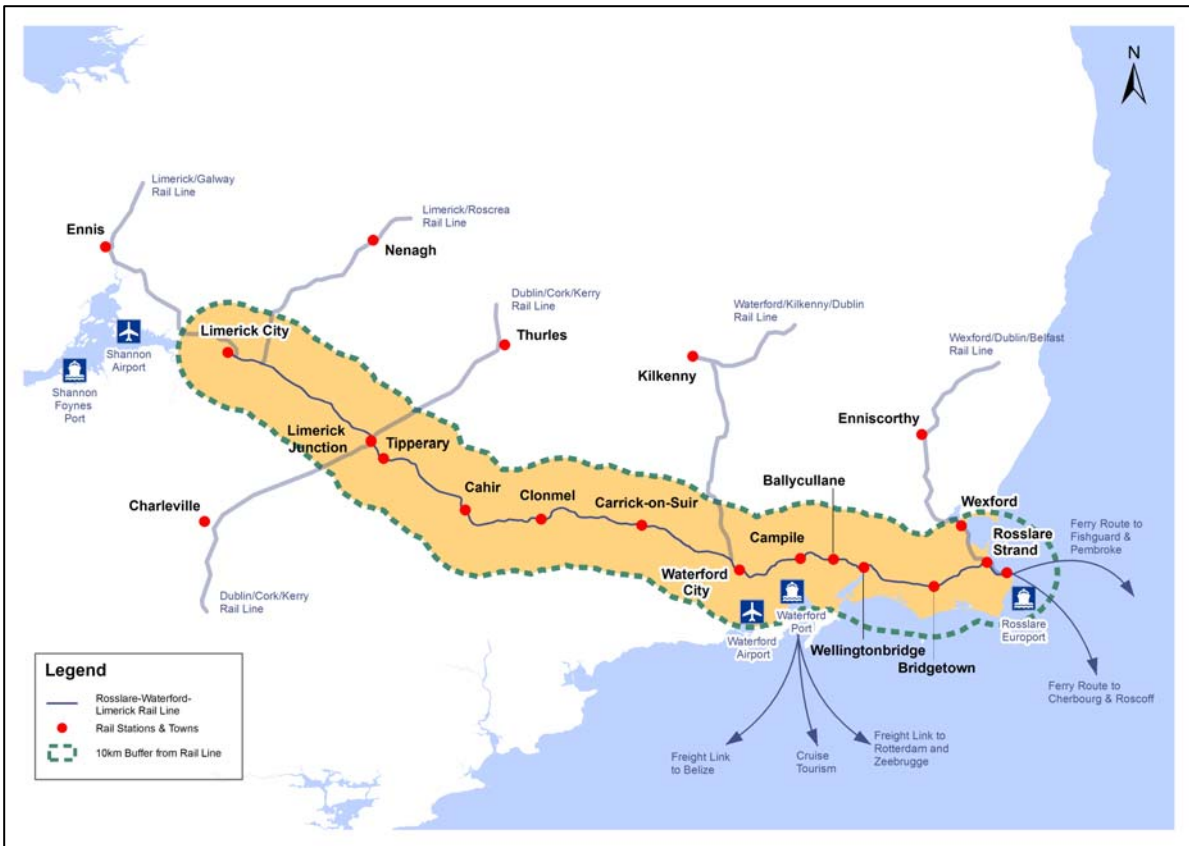 N
Limerick/Galway
Rail Line
Ennis
Limerick/Roscrea
Rail Line
Nenagh
Dublin/Cork/Kerry
Rail Line
Thurles
Waterford/Kilkenny/Dublin
Rail Line
Kilkenny
Wexford/Dublin/Belfast
Rail Line
Enniscorthy
Limerick City
Shannon
Airport
Shannon
Foynes
Port
Limerick
Junction
Tipperary
Charleville
Cahir
Clonmel
Carrick-on-Suir
Ballycullane
Campile
Wexford
Rosslare
Strand
Ferry Route to
Fishguard &
Pembroke
Waterford
City
Waterford
Airport
Waterford
Port
Wellingtonbridge
Bridgetown
Rosslare
Europort
Dublin/Cork/Kerry
Rail Line
Ferry Route to
Cherbourg & Roscoff
Freight Link
to Belize
Cruise
Tourism
Freight Link to
Rotterdam and
Zeebrugge
Legend
Rosslare-Waterford-
Limerick Rail Line
Rail Stations & Towns
10km Buffer from Rail Line